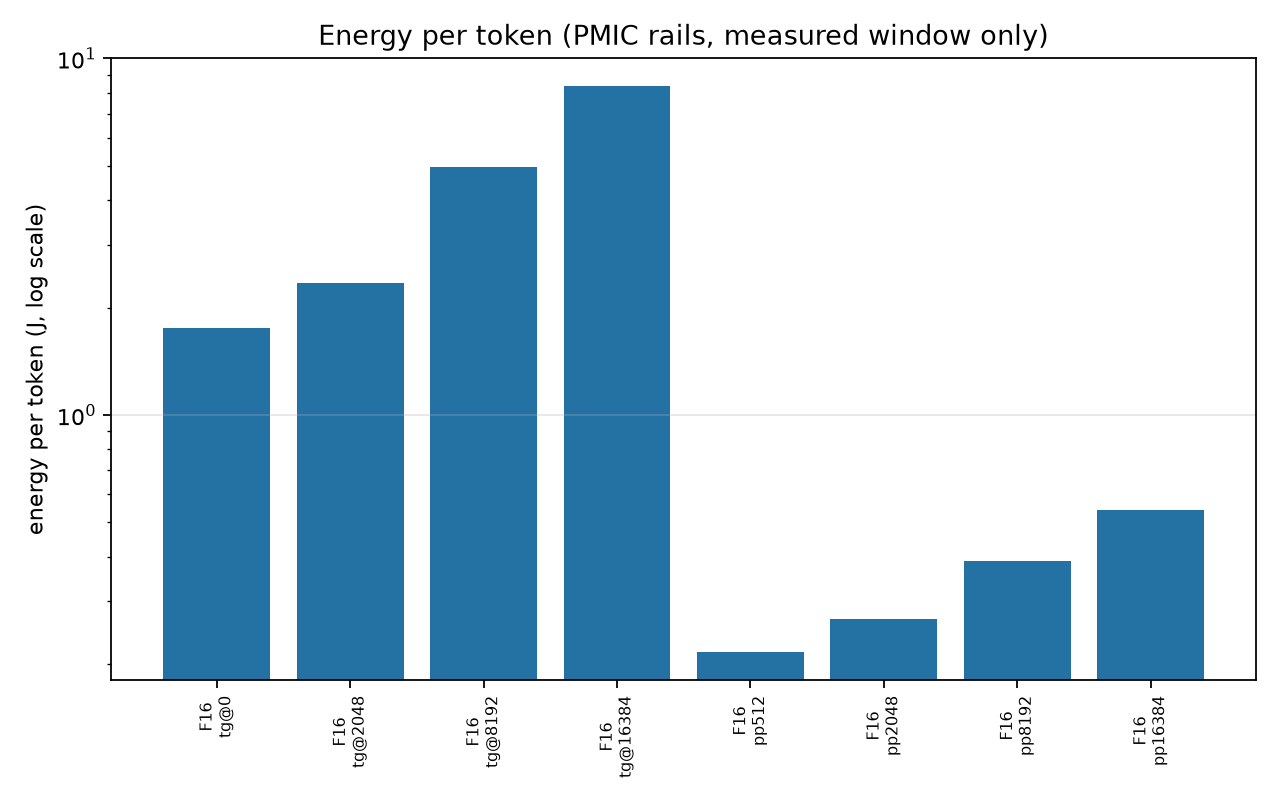 Energy per token (PMIC rails, measured window only)
energy per token (J, log scale)
10¹
10⁰
F16
tg@0
F16
tg@2048
F16
tg@8192
F16
tg@16384
F16
pp512
F16
pp2048
F16
pp8192
F16
pp16384